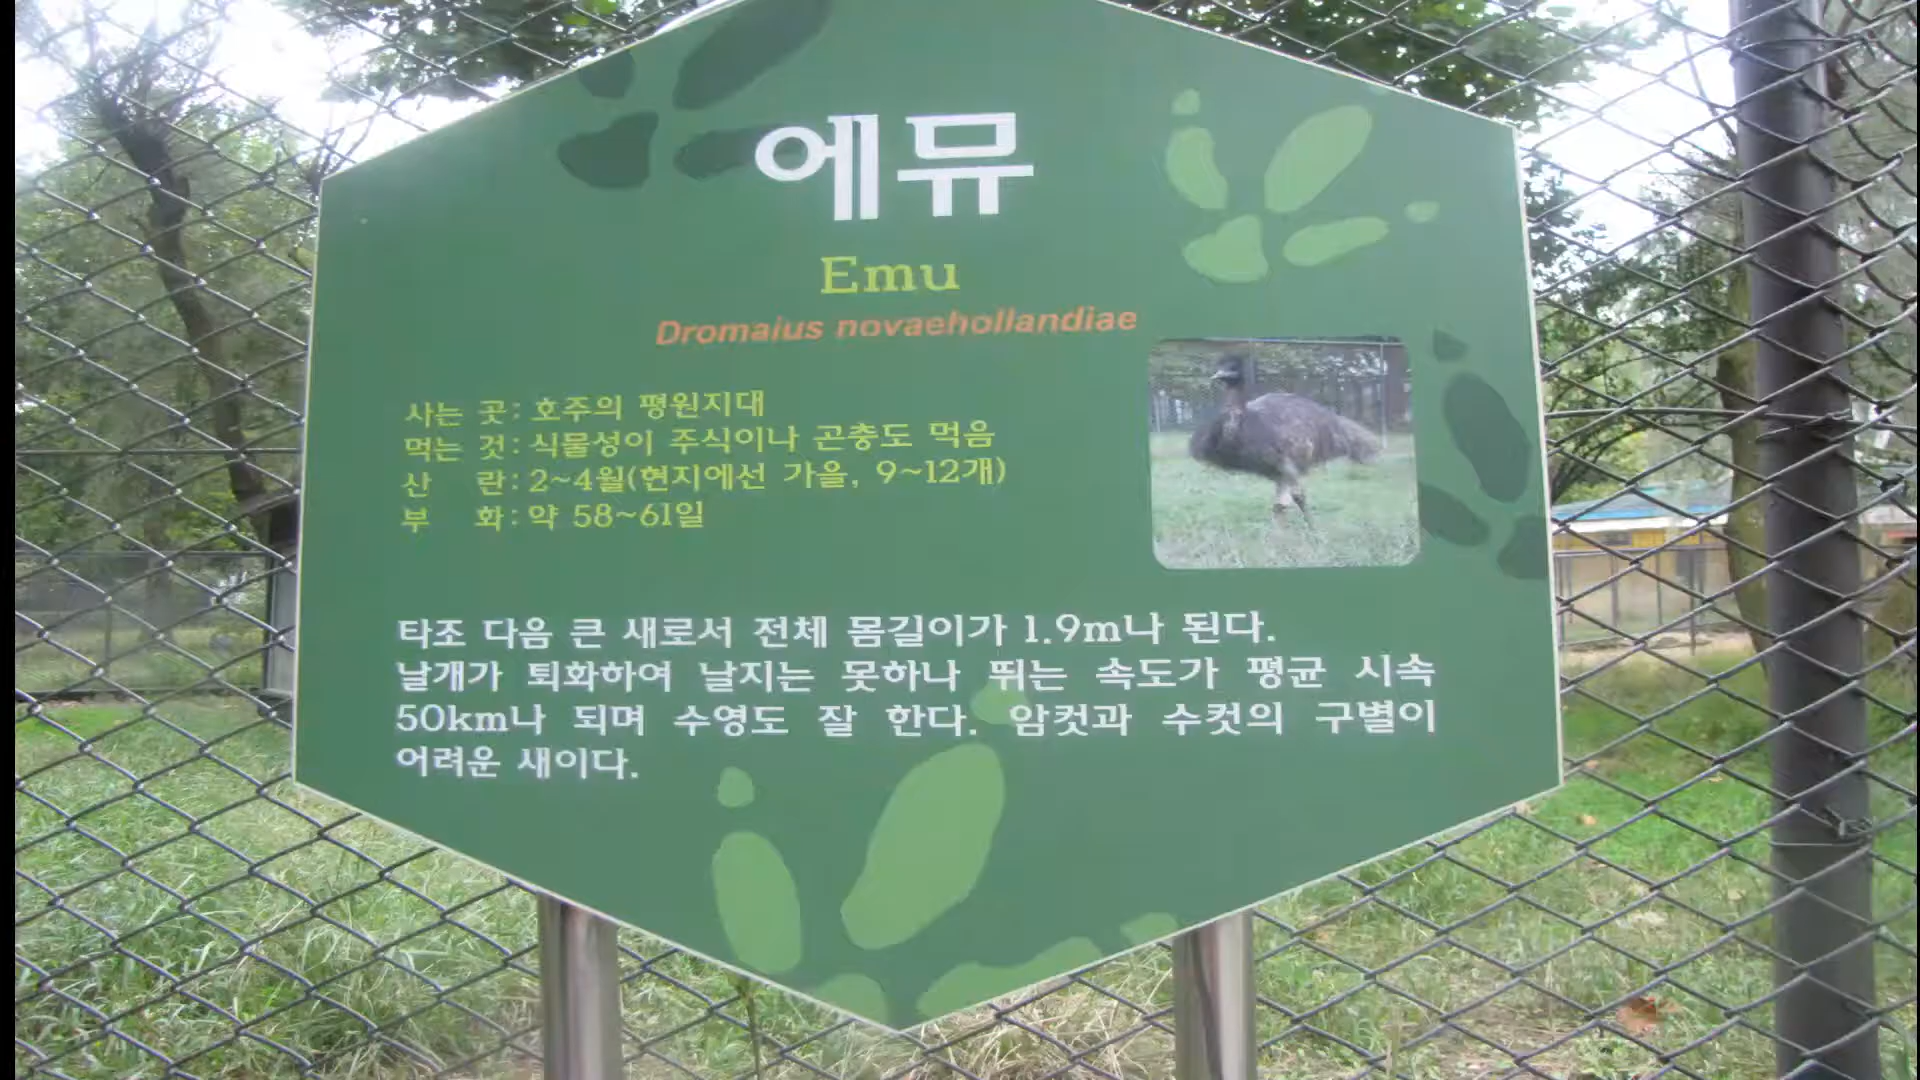 에뮤
Emu
Dromaius novaehollandiae
사는 곳: 호주의 평원지대
먹는 것: 식물성이 주식이나 곤충도 먹음
산 란: 2~4월(현지에선 가을, 9~12개)
부 화: 약 58~61일
타조 다음 큰 새로서 전체 몸길이가 1.9m나 된다.
날개가 퇴화하여 날지는 못하나 뛰는 속도가 평균 시속
50km나 되며 수영도 잘 한다. 암컷과 수컷의 구별이
어려운 새이다.